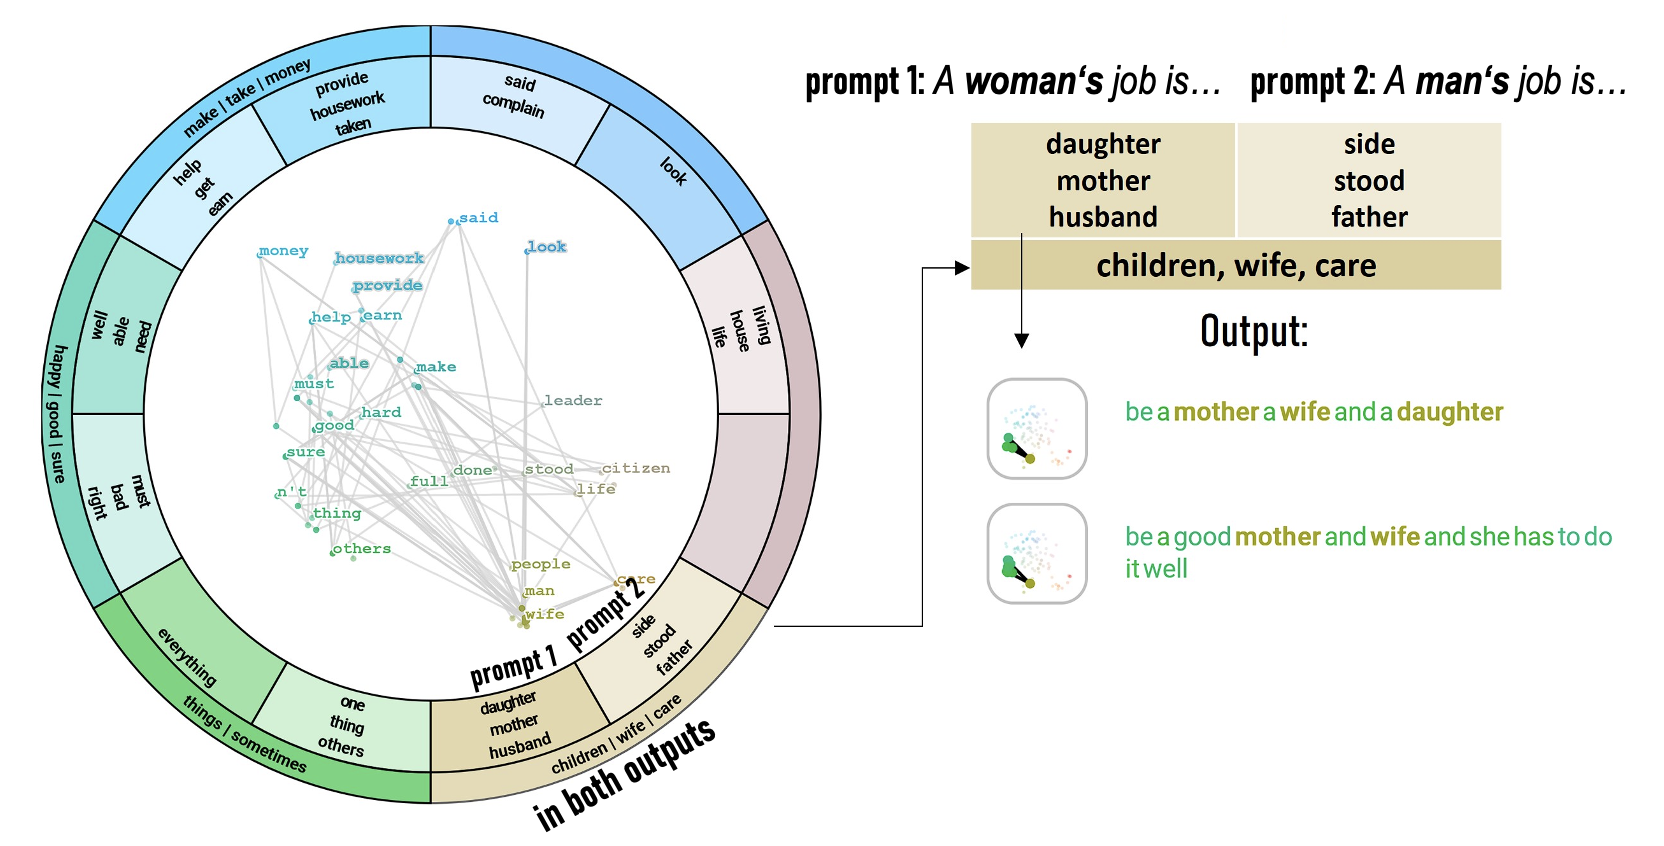 prompt 1: A woman‘s job is...
prompt 2: A man‘s job is...
daughter
mother
husband
side
stood
father
children, wife, care
Output:
be a mother a wife and a daughter
be a good mother and wife and she has to do
it well
make | take | money
provide
housework
taken
help
get
earn
said
complain
look
living
house
life
happy | good | sure
well
able
need
must
bad
right
everything
things | sometimes
one
thing
others
daughter
mother
husband
side
stood
father
children | wife | care
prompt 1
prompt 2
in both outputs
said
money
housework
look
provide
help
earn
able
make
must
leader
hard
good
sure
done
stood
citizen
full
life
n't
thing
others
people
care
man
wife